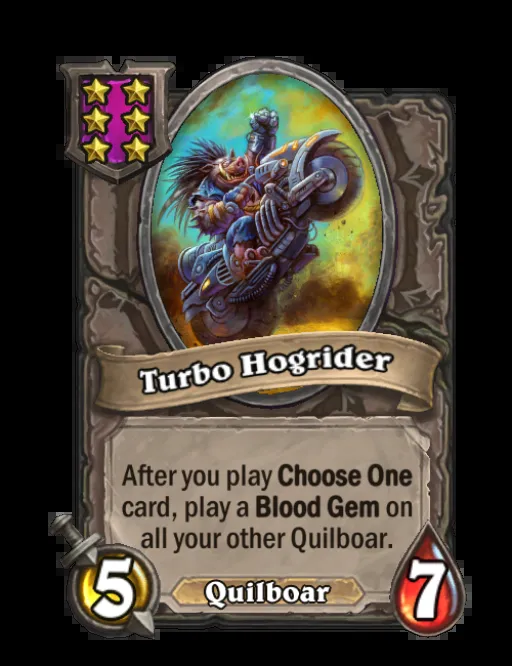 Turbo Hogrider
After you play Choose One
card, play a Blood Gem on
all your other Quilboar.
5
Quilboar
7